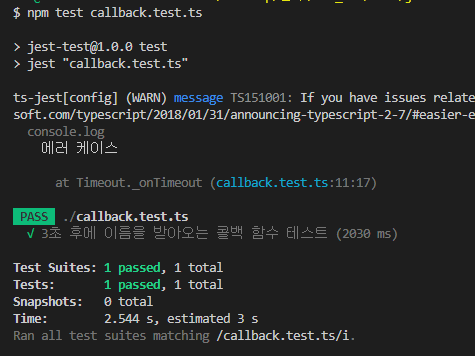 $ npm test callback.test.ts
> jest-test@1.0.0 test
> jest "callback.test.ts"
ts-jest[config] (WARN) message TS151001: If you have issues relate
soft.com/typescript/2018/01/31/announcing-typescript-2-7/#easier-e
console.log
에러 케이스
at Timeout._onTimeout (callback.test.ts:11:17)
PASS ./callback.test.ts
√ 3초 후에 이름을 받아오는 콜백 함수 테스트 (2030 ms)
Test Suites: 1 passed, 1 total
Tests: 1 passed, 1 total
Snapshots: 0 total
Time: 2.544 s, estimated 3 s
Ran all test suites matching /callback.test.ts/i.